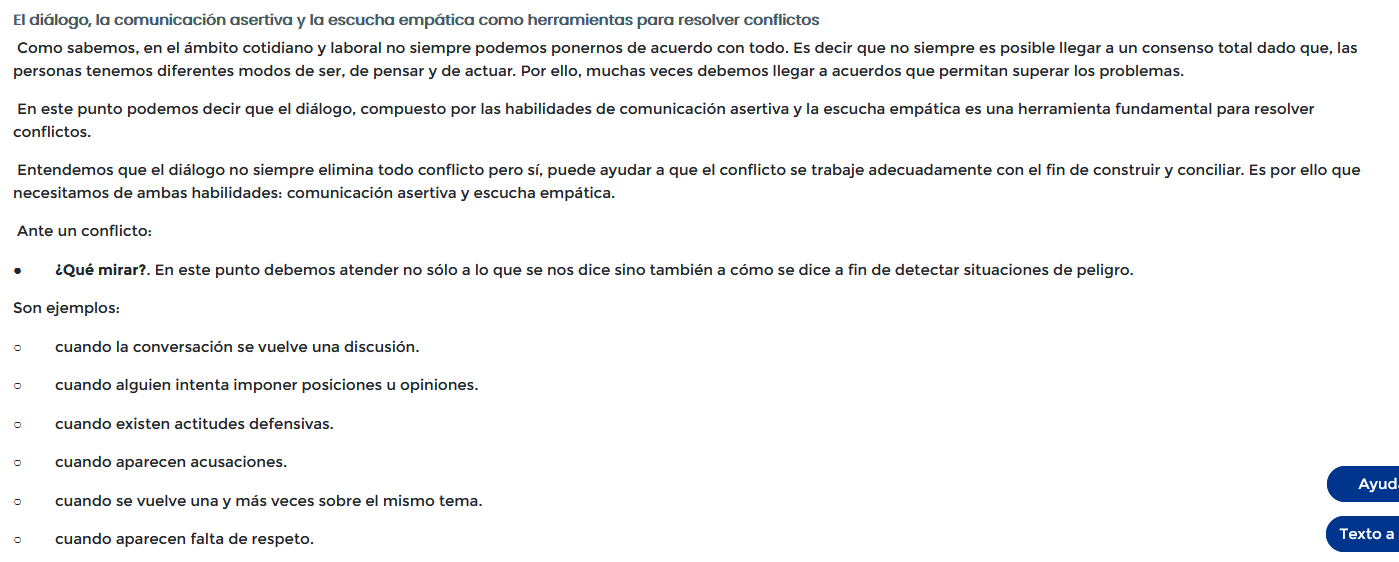 El diálogo, la comunicación asertiva y la escucha empática como herramientas para resolver conflictos
Como sabemos, en el ámbito cotidiano y laboral no siempre podemos ponernos de acuerdo con todo. Es decir que no siempre es posible llegar a un consenso total dado que, las
personas tenemos diferentes modos de ser, de pensar y de actuar. Por ello, muchas veces debemos llegar a acuerdos que permitan superar los problemas.
En este punto podemos decir que el diálogo, compuesto por las habilidades de comunicación asertiva y la escucha empática es una herramienta fundamental para resolver
conflictos.
Entendemos que el diálogo no siempre elimina todo conflicto pero sí, puede ayudar a que el conflicto se trabaje adecuadamente con el fin de construir y conciliar. Es por ello que
necesitamos de ambas habilidades: comunicación asertiva y escucha empática.
Ante un conflicto:
● ¿Qué mirar?. En este punto debemos atender no sólo a lo que se nos dice sino también a cómo se dice a fin de detectar situaciones de peligro.
Son ejemplos:
○ cuando la conversación se vuelve una discusión.
○ cuando alguien intenta imponer posiciones u opiniones.
○ cuando existen actitudes defensivas.
○ cuando aparecen acusaciones.
○ cuando se vuelve una y más veces sobre el mismo tema.
○ cuando aparecen falta de respeto.
Ayud
Texto a